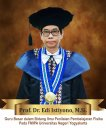 Prof. Dr. Edi Istiyono, M.Si.
Guru Besar dalam Bidang Ilmu Penilaian Pembelajaran Fisika
Pada FMIPA Universitas Negeri Yogyakarta